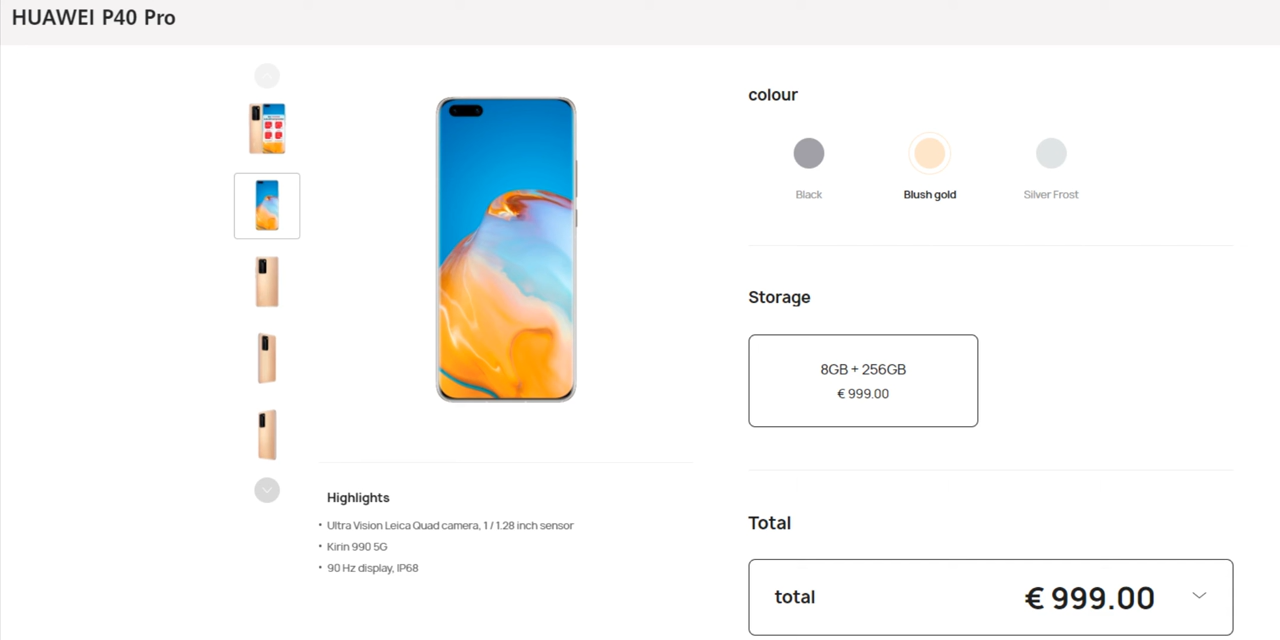 HUAWEI P40 Pro
colour
Black
Blush gold
Silver Frost
Storage
8GB + 256GB
€ 999.00
Highlights
• Ultra Vision Leica Quad camera, 1 / 1.28 inch sensor
• Kirin 990 5G
• 90 Hz display, IP68
Total
total € 999.00